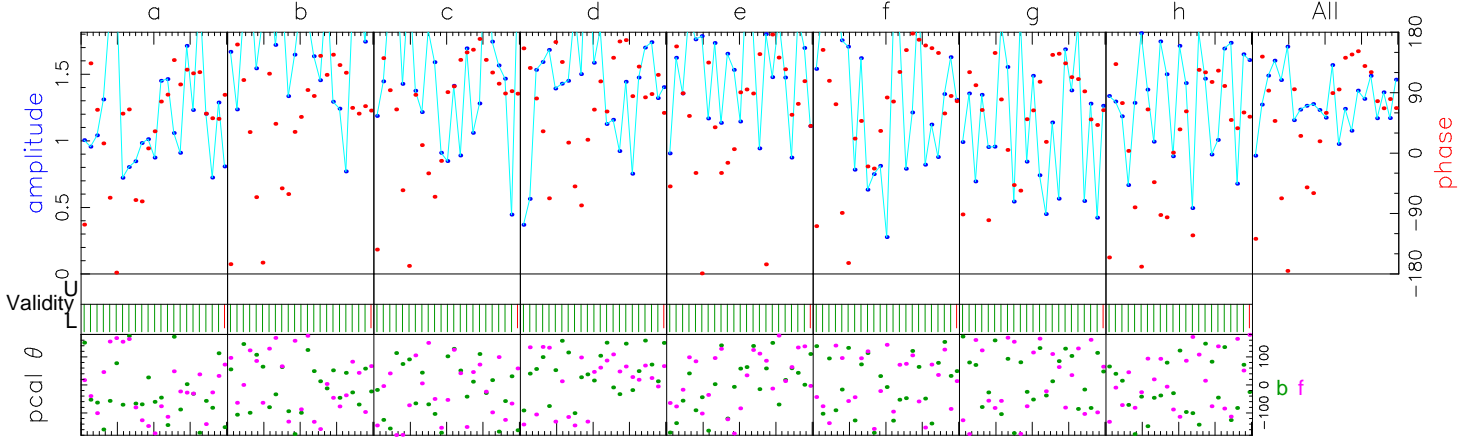 a b c d e f g h All
amplitude
0 0.5 1 1.5
180 90 0 −90 −180
phase
Validity
U
L
pcal θ
100 0 −100
b f